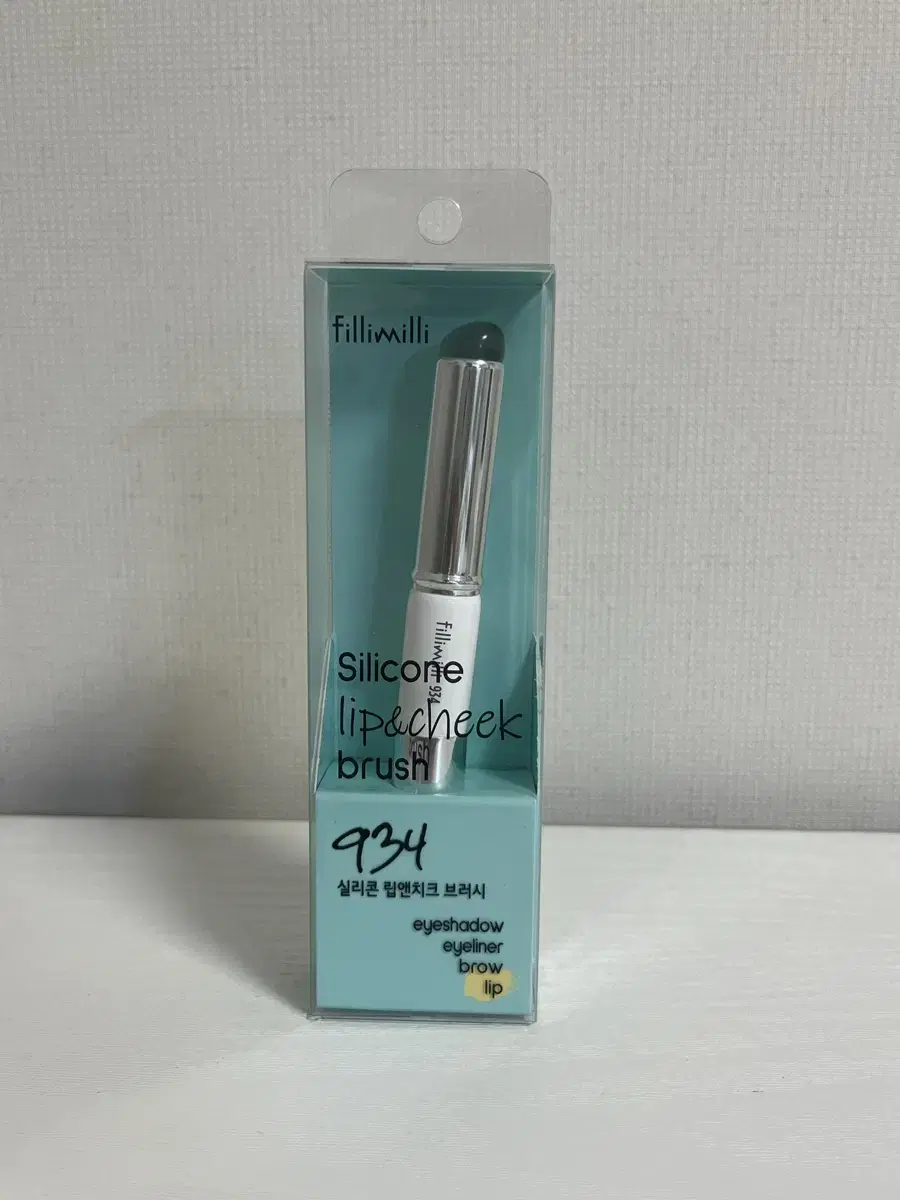 fillimilli
fillimilli 934
Silicone
lip&cheek
brush
934
실리콘 립앤치크 브러시
eyeshadow
eyeliner
brow
lip